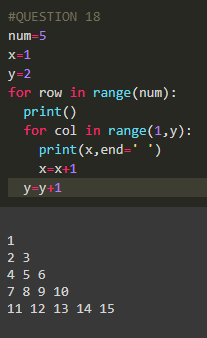 #QUESTION 18
num=5
x=1
y=2
for row in range(num):
  print()
  for col in range(1,y):
    print(x,end=' ')
    x=x+1
  y=y+1
1
2 3
4 5 6
7 8 9 10
11 12 13 14 15